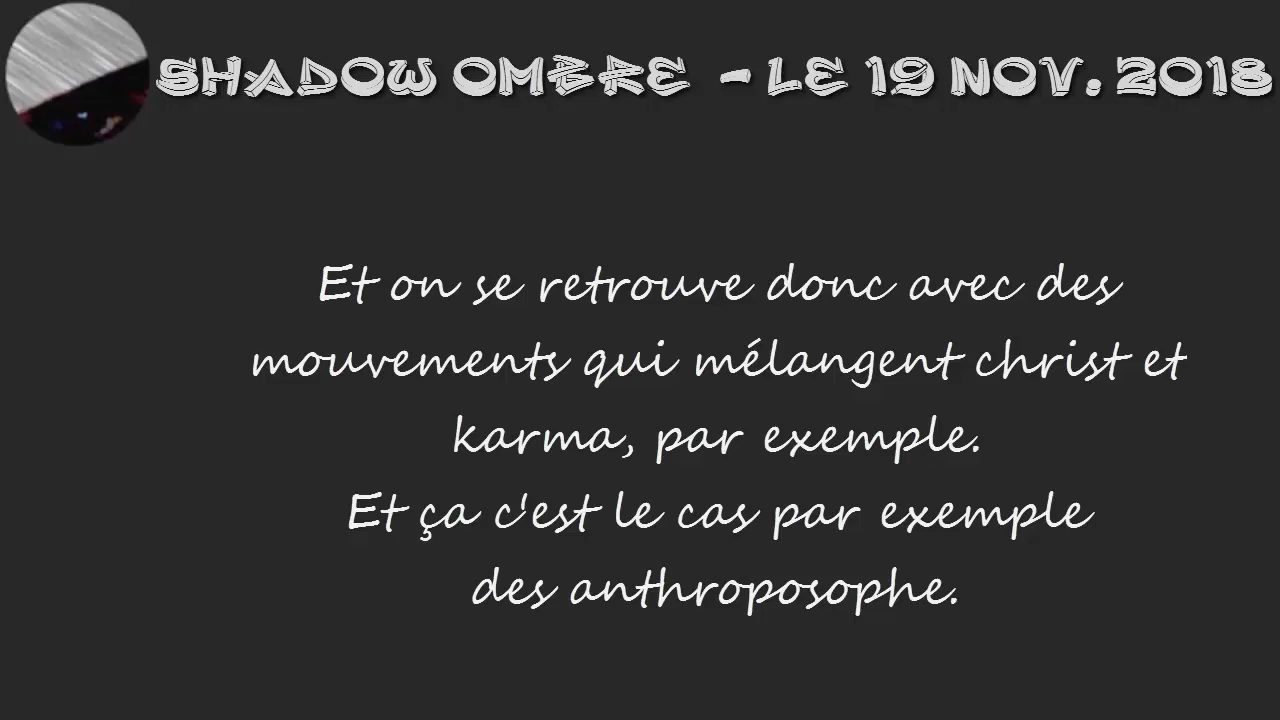 SHADOW OMBRE - LE 19 NOV. 2018
Et on se retrouve donc avec des
mouvements qui mélangent christ et
karma, par exemple.
Et ça c'est le cas par exemple
des anthroposophe.